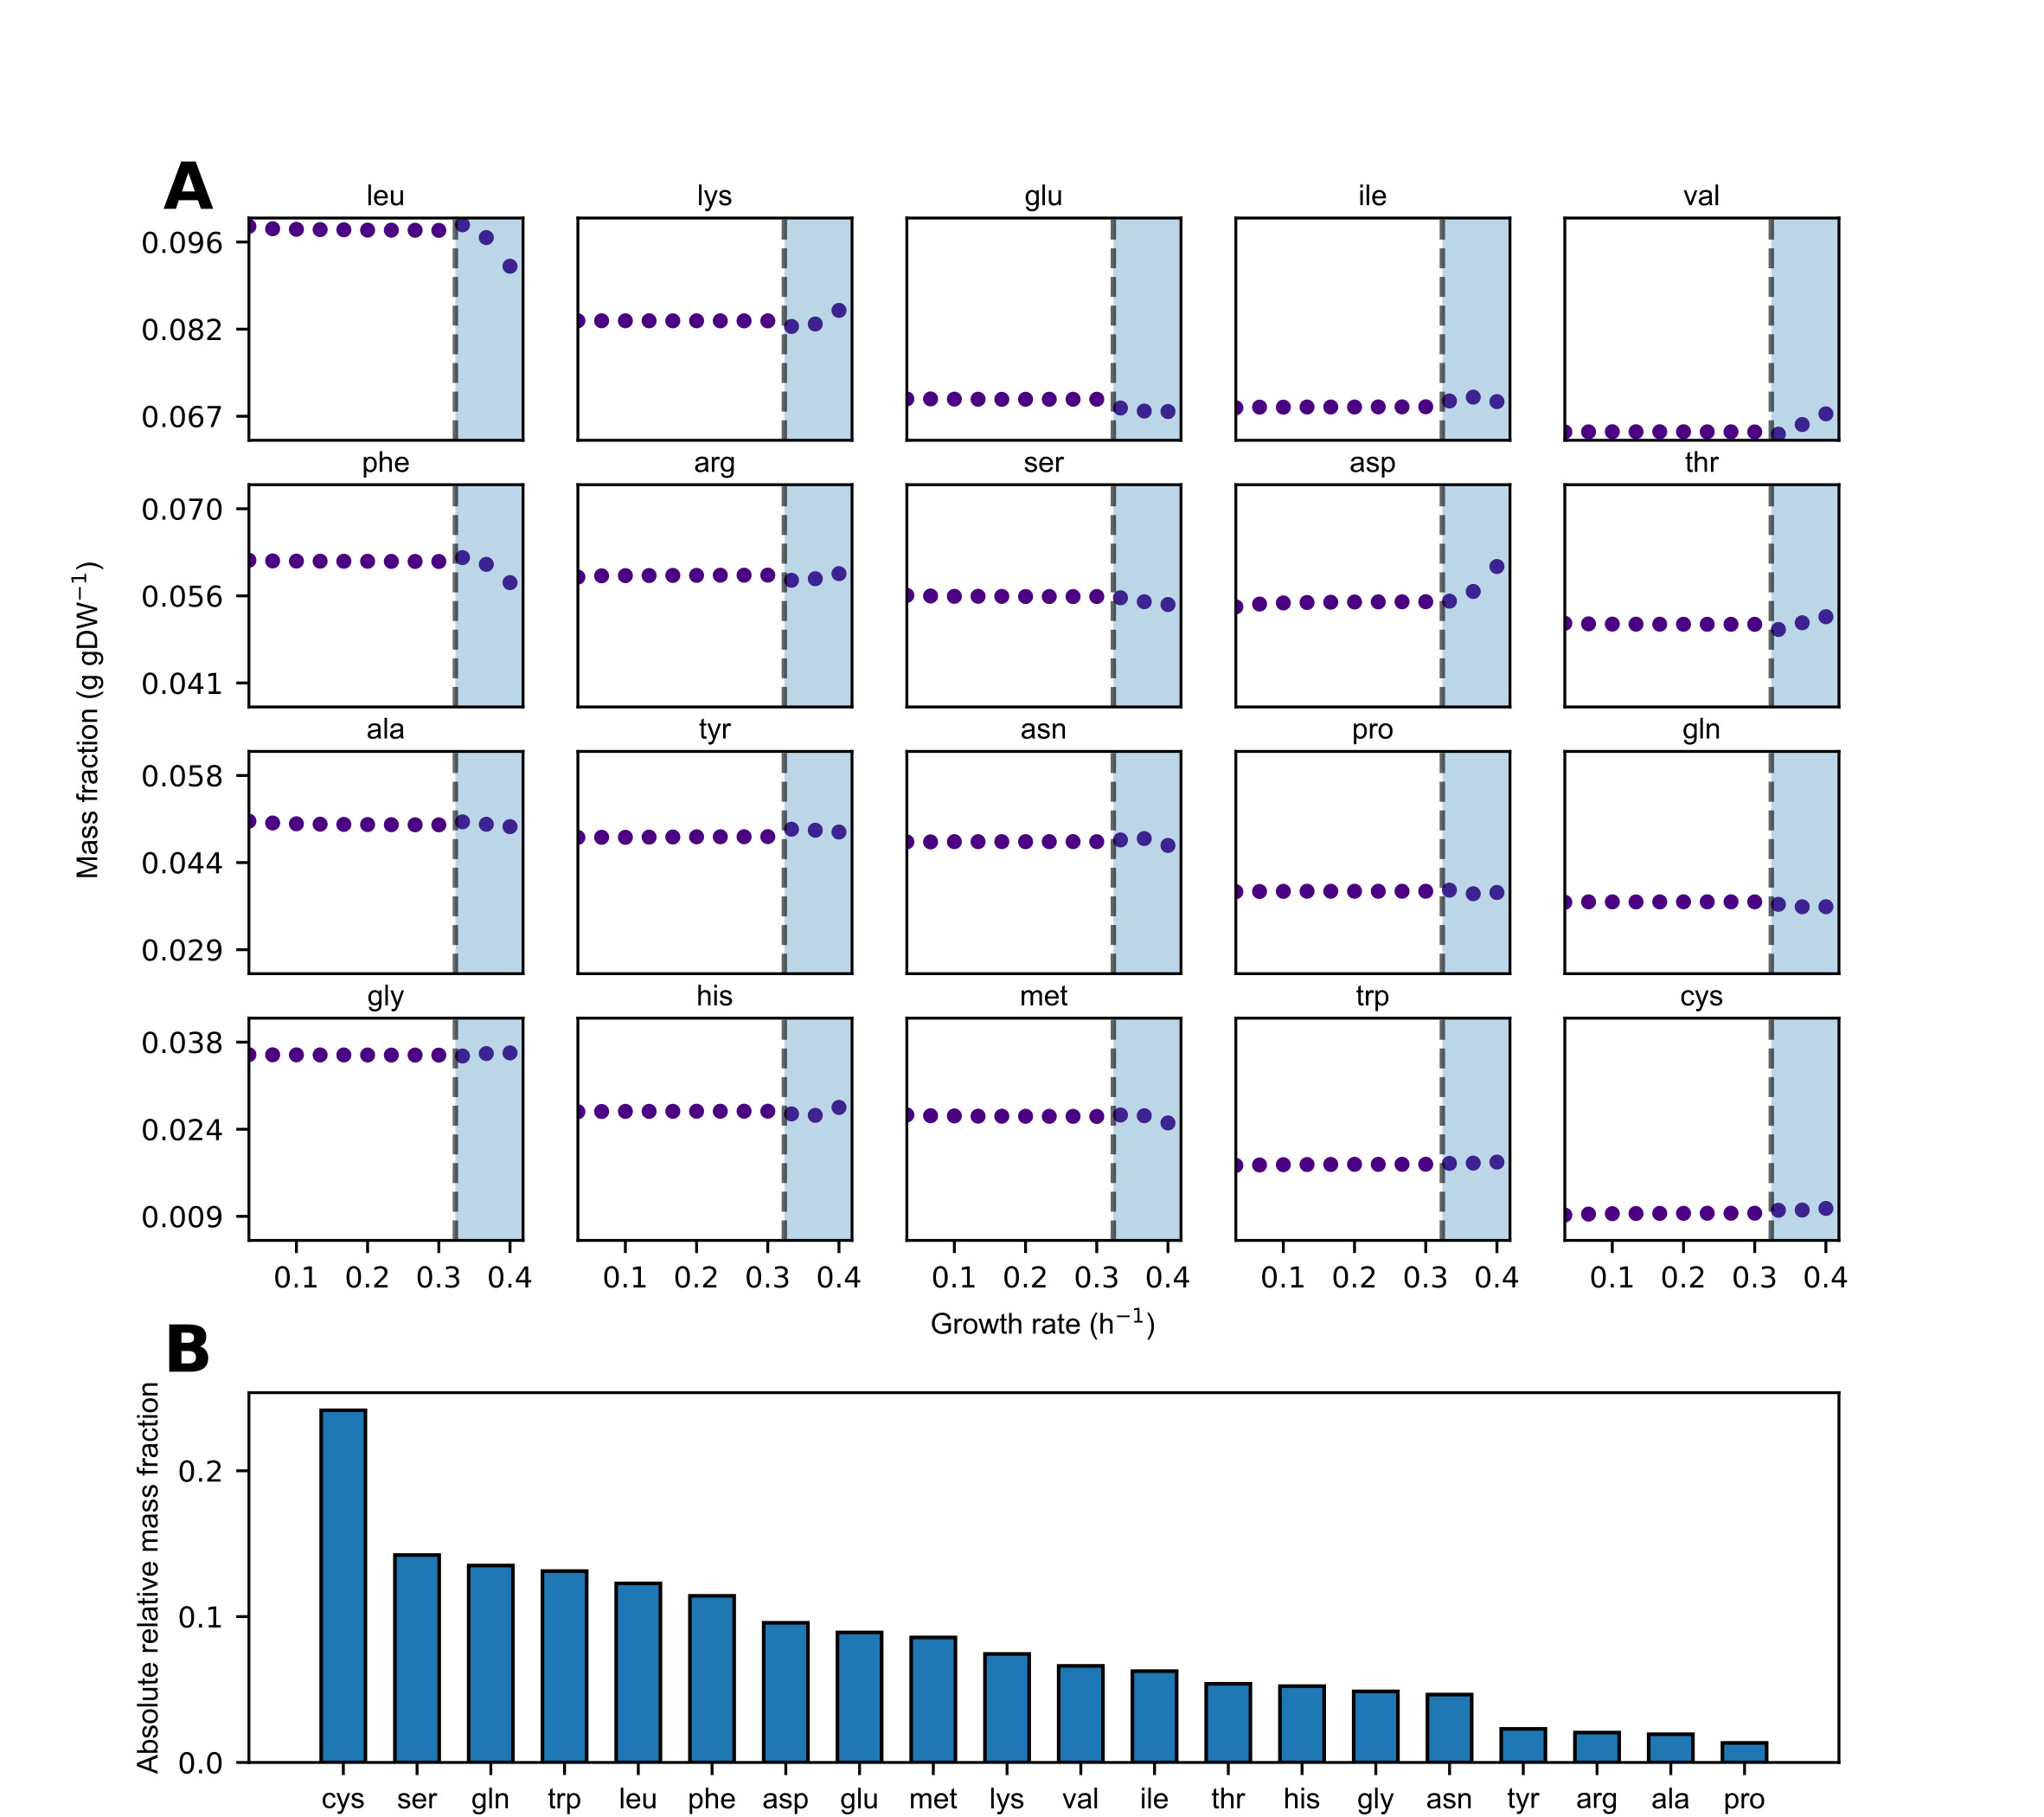 A
leu lys glu ile val
0.096
0.082
0.067
phe arg ser asp thr
0.070
0.056
0.041
ala tyr asn pro gln
0.058
0.044
0.029
gly his met trp cys
0.038
0.024
0.009
0.1 0.2 0.3 0.4 0.1 0.2 0.3 0.4 0.1 0.2 0.3 0.4 0.1 0.2 0.3 0.4 0.1 0.2 0.3 0.4
Mass fraction (g gDW⁻¹)
Growth rate (h⁻¹)
B
Absolute relative mass fraction
0.2
0.1
0.0
cys ser gln trp leu phe asp glu met lys val ile thr his gly asn tyr arg ala pro